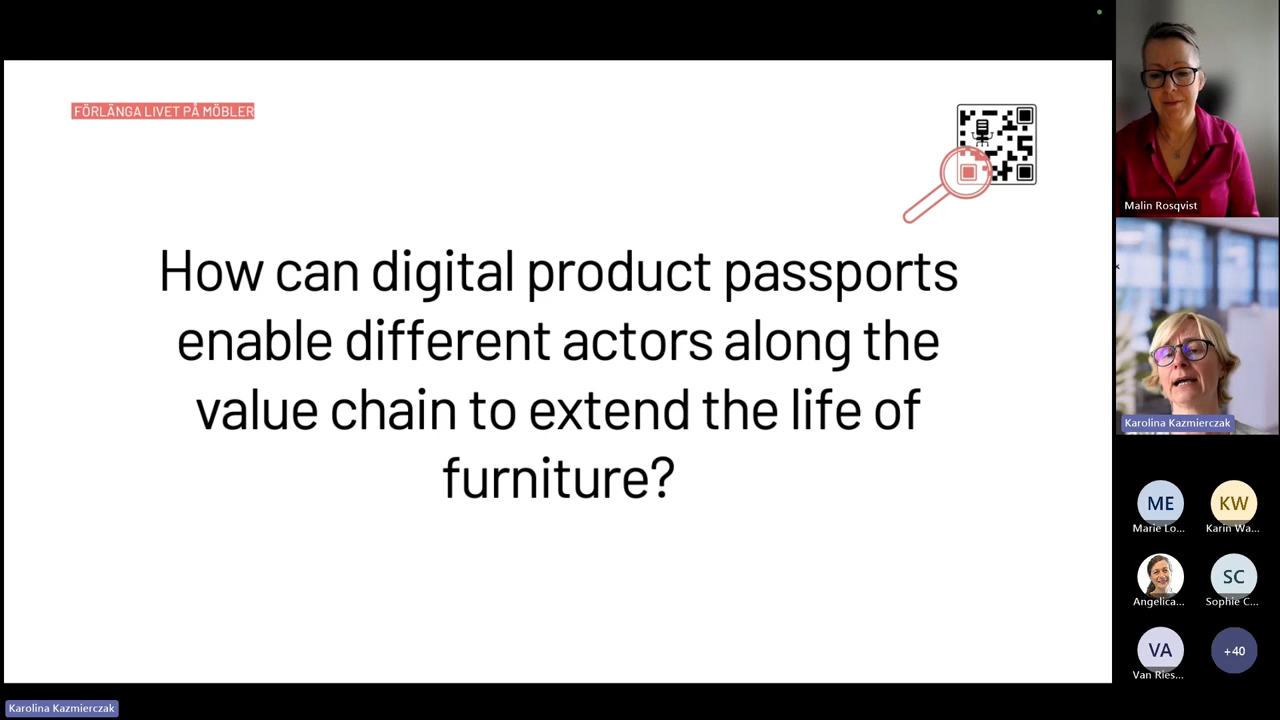 FÖRLÄNGA LIVET PÅ MÖBLER
How can digital product passports
enable different actors along the
value chain to extend the life of
furniture?
Malin Rosqvist
Karolina Kazmierczak
ME
KW
Marie Lo...
Karin Wa...
Angelica...
SC
Sophie C...
VA
Van Ries...
+40
Karolina Kazmierczak